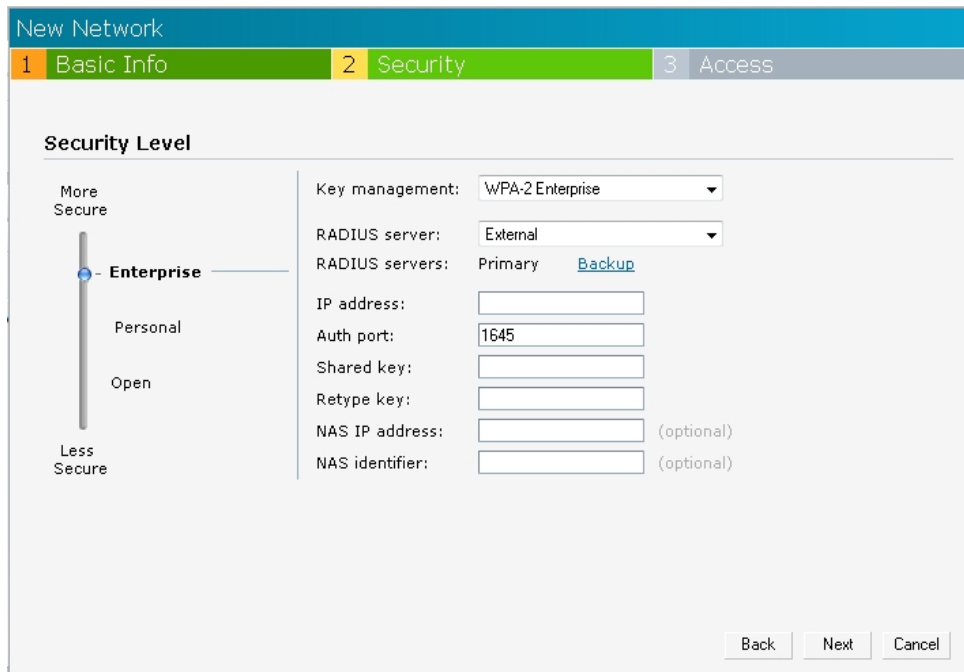 New Network
1 Basic Info 2 Security 3 Access
Security Level
More
Secure
Enterprise
Personal
Open
Less
Secure
Key management: WPA-2 Enterprise
RADIUS server: External
RADIUS servers: Primary Backup
IP address:
Auth port: 1645
Shared key:
Retype key:
NAS IP address: (optional)
NAS identifier: (optional)
Back Next Cancel